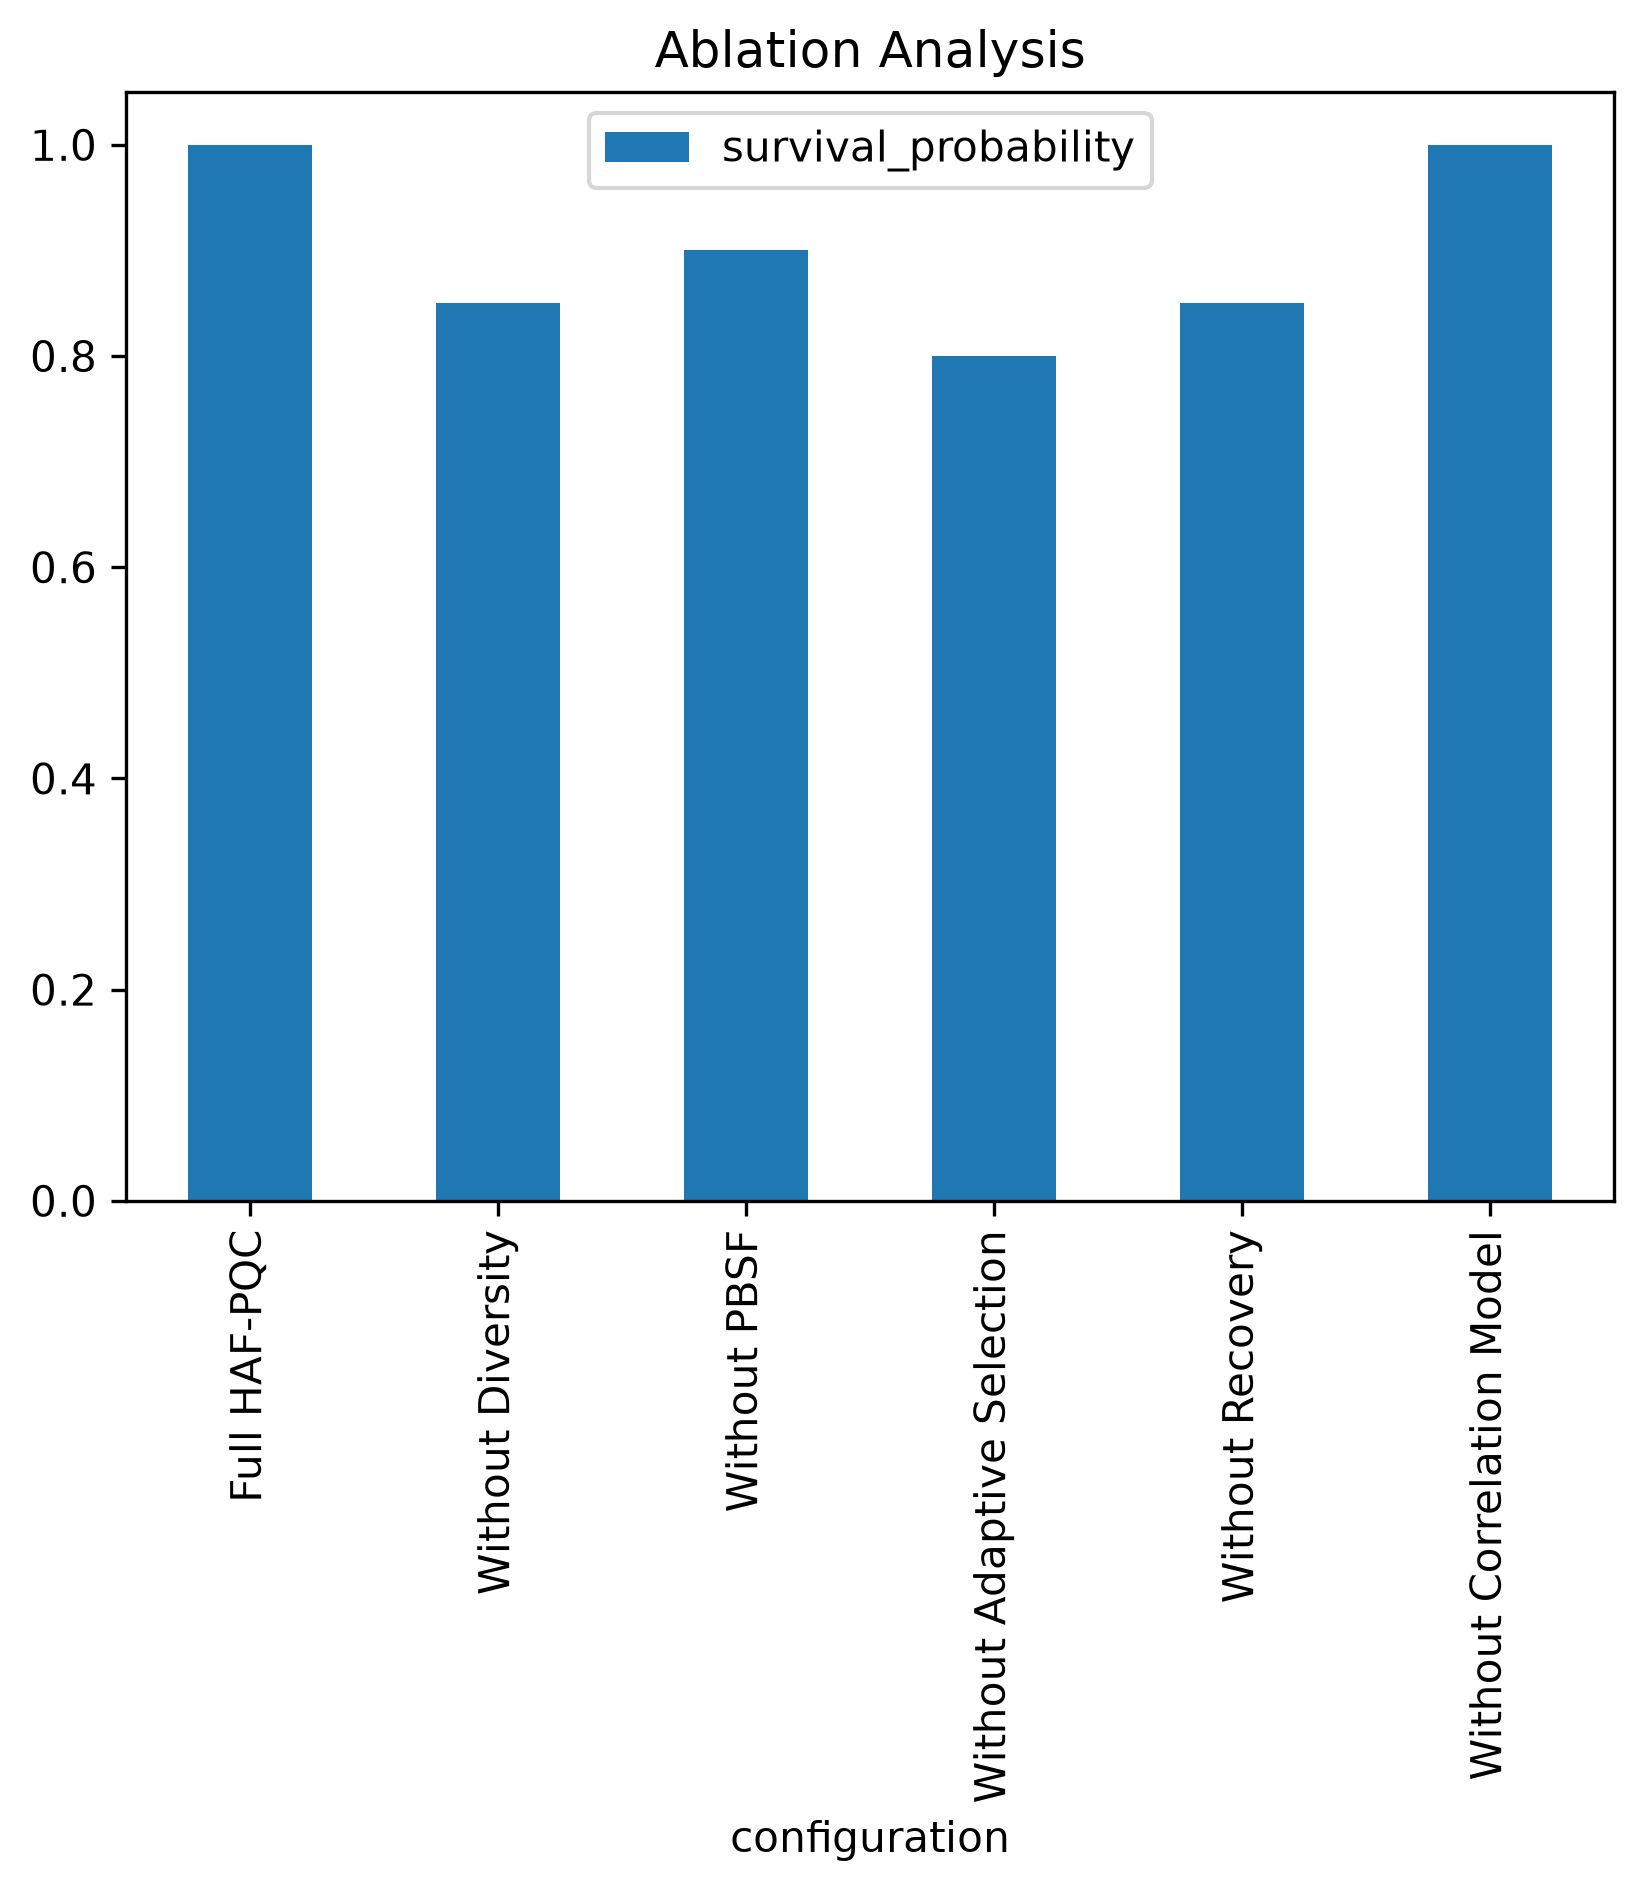 Ablation Analysis
survival_probability
1.0
0.8
0.6
0.4
0.2
0.0
Full HAF-PQC
Without Diversity
Without PBSF
Without Adaptive Selection
Without Recovery
Without Correlation Model
configuration